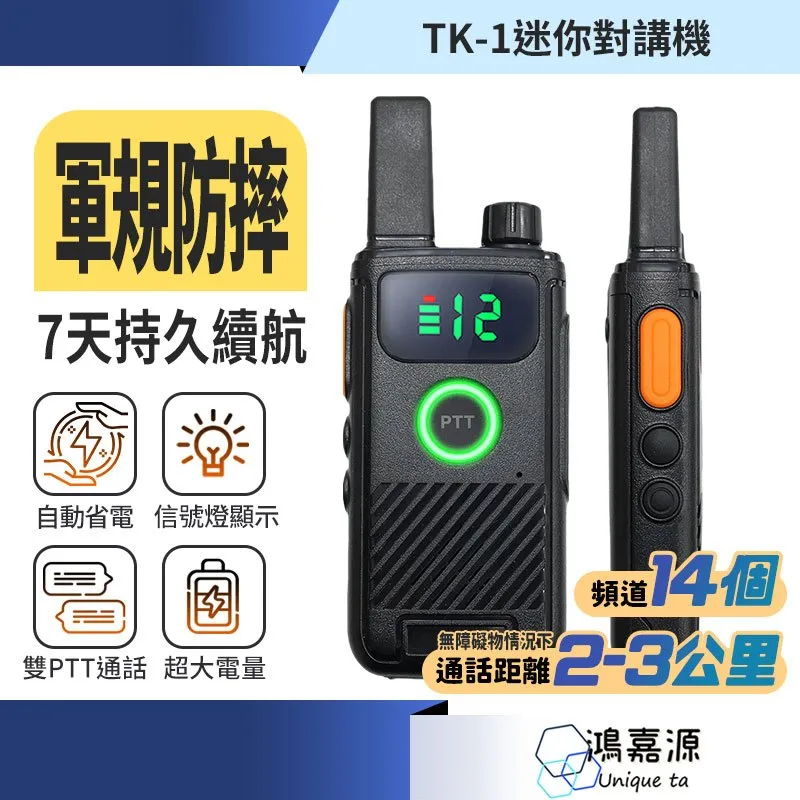 TK-1迷你對講機
軍規防摔
7天持久續航
12
PTT
自動省電
信號燈顯示
雙PTT通話
超大電量
頻道14個
無障礙物情況下
通話距離2-3公里
鴻嘉源
Unique ta